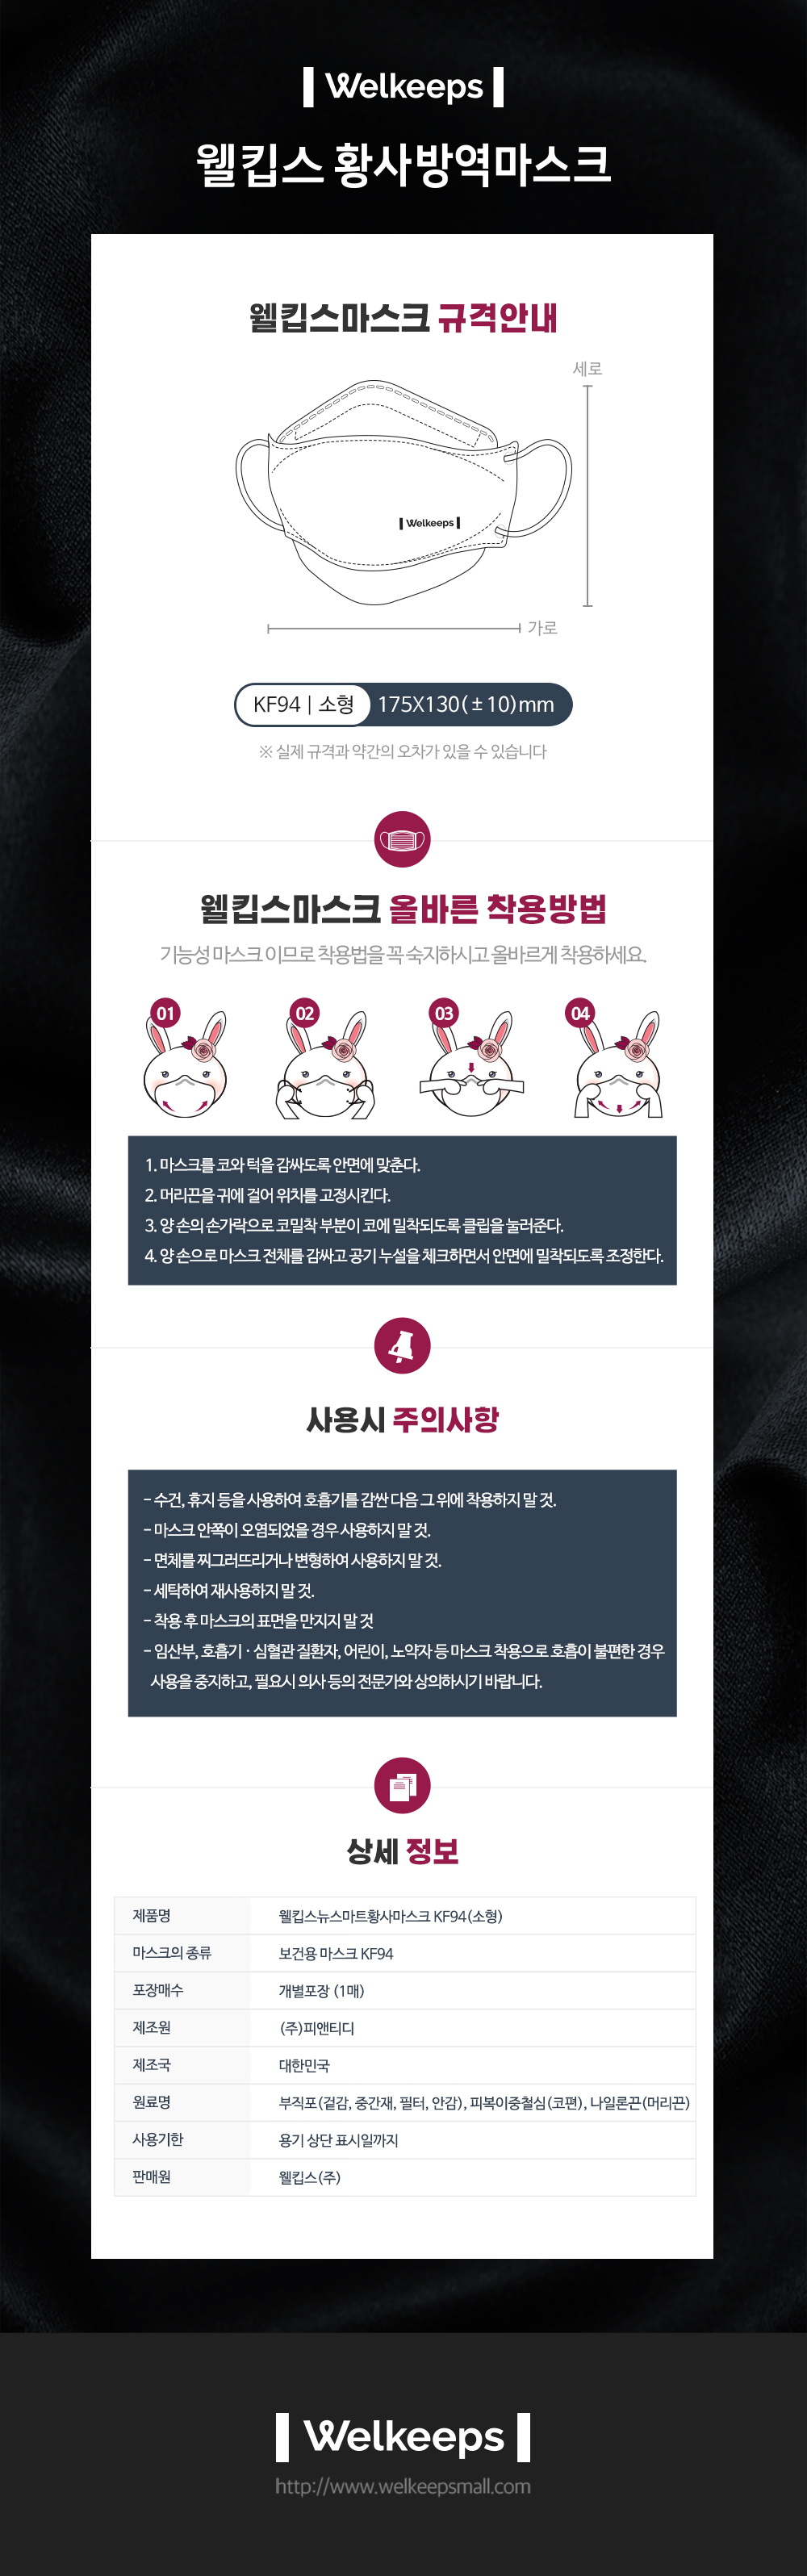 Welkeeps
웰킵스 황사방역마스크
웰킵스마스크 규격안내
세로
Welkeeps
가로
KF94 | 소형 175X130(±10)mm
※ 실제 규격과 약간의 오차가 있을 수 있습니다
웰킵스마스크 올바른 착용방법
기능성 마스크 이므로 착용법을 꼭 숙지하시고 올바르게 착용하세요.
01 02 03 04
1. 마스크를 코와 턱을 감싸도록 안면에 맞춘다.
2. 머리끈을 귀에 걸어 위치를 고정시킨다.
3. 양 손의 손가락으로 코밀착 부분이 코에 밀착되도록 클립을 눌러준다.
4. 양 손으로 마스크 전체를 감싸고 공기 누설을 체크하면서 안면에 밀착되도록 조정한다.
사용시 주의사항
- 수건, 휴지 등을 사용하여 호흡기를 감싼 다음 그 위에 착용하지 말 것.
- 마스크 안쪽이 오염되었을 경우 사용하지 말 것.
- 면체를 찌그러뜨리거나 변형하여 사용하지 말 것.
- 세탁하여 재사용하지 말 것.
- 착용 후 마스크의 표면을 만지지 말 것
- 임산부, 호흡기 · 심혈관 질환자, 어린이, 노약자 등 마스크 착용으로 호흡이 불편한 경우
사용을 중지하고, 필요시 의사 등의 전문가와 상의하시기 바랍니다.
상세 정보
제품명 웰킵스뉴스마트황사마스크 KF94(소형)
마스크의 종류 보건용 마스크 KF94
포장매수 개별포장 (1매)
제조원 (주)피앤티디
제조국 대한민국
원료명 부직포(겉감, 중간재, 필터, 안감), 피복이중철심(코편), 나일론끈(머리끈)
사용기한 용기 상단 표시일까지
판매원 웰킵스(주)
Welkeeps
http://www.welkeepsmall.com